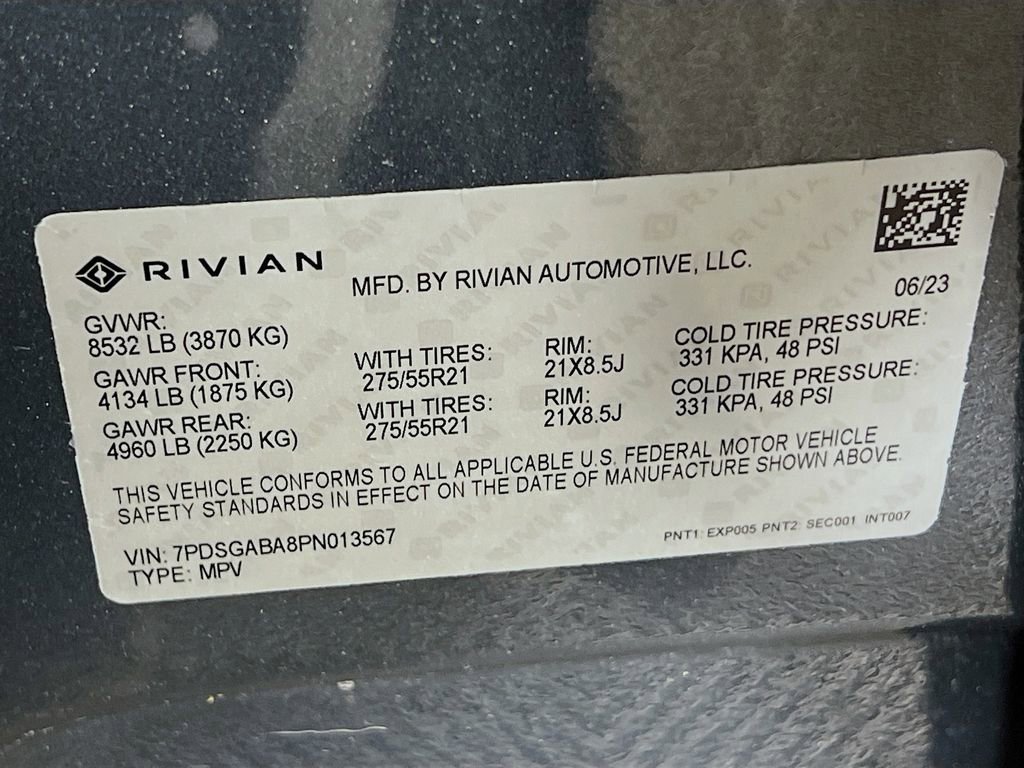 RIVIAN MFD. BY RIVIAN AUTOMOTIVE, LLC.
06/23
GVWR:
8532 LB (3870 KG)
GAWR FRONT: WITH TIRES: RIM: COLD TIRE PRESSURE:
4134 LB (1875 KG) 275/55R21 21X8.5J 331 KPA, 48 PSI
GAWR REAR: WITH TIRES: RIM: COLD TIRE PRESSURE:
4960 LB (2250 KG) 275/55R21 21X8.5J 331 KPA, 48 PSI
THIS VEHICLE CONFORMS TO ALL APPLICABLE U.S. FEDERAL MOTOR VEHICLE
SAFETY STANDARDS IN EFFECT ON THE DATE OF MANUFACTURE SHOWN ABOVE.
VIN: 7PDSGABA8PN013567
TYPE: MPV
PNT1: EXP005 PNT2: SEC001 INT007